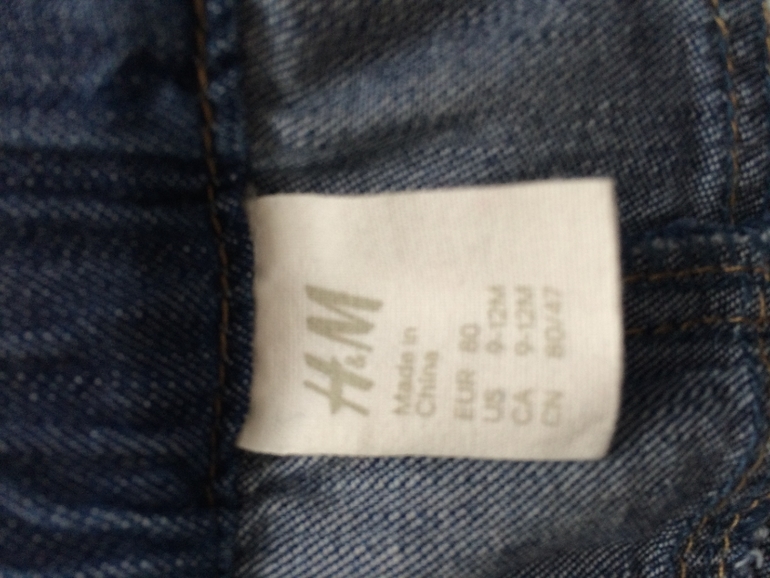 H&M
Made in
China
EUR 80
US 9-12M
CA 9-12M
CN 80/47